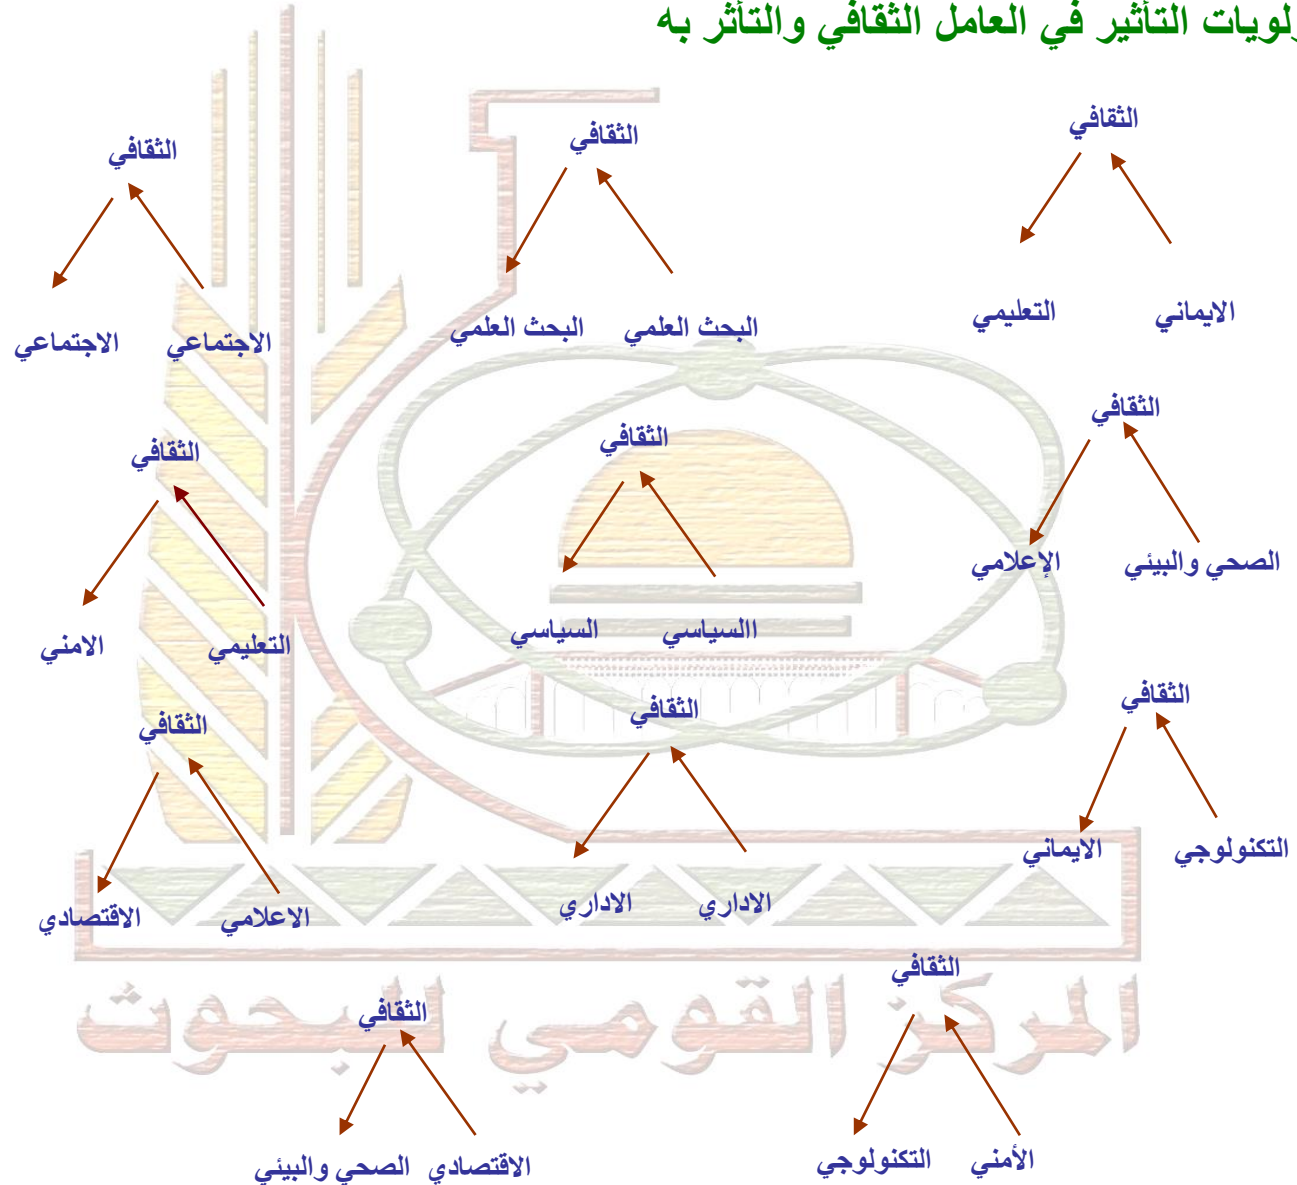 لويات التأثير في العامل الثقافي والتأثر به
الثقافي
الايماني
التعليمي
الثقافي
البحث العلمي
البحث العلمي
الثقافي
الاجتماعي
الاجتماعي
الثقافي
الصحي والبيئي
الإعلامي
الثقافي
االسياسي
السياسي
الثقافي
التعليمي
الامني
الثقافي
التكنولوجي
الايماني
الثقافي
الاداري
الاداري
الثقافي
الاعلامي
الاقتصادي
الثقافي
الأمني
التكنولوجي
الثقافي
الاقتصادي
الصحي والبيئي
المركز القومي للبحوث